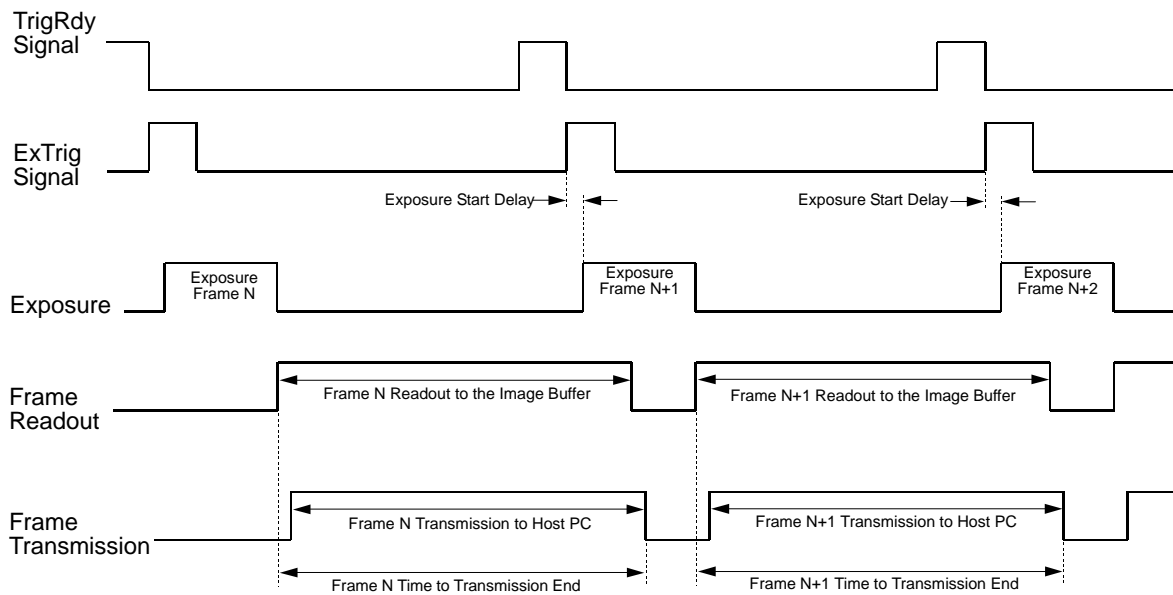 TrigRdy
Signal
ExTrig
Signal
Exposure Start Delay
Exposure Start Delay
Exposure
Exposure
Frame N
Exposure
Frame N+1
Exposure
Frame N+2
Frame
Readout
Frame N Readout to the Image Buffer
Frame N+1 Readout to the Image Buffer
Frame
Transmission
Frame N Transmission to Host PC
Frame N+1 Transmission to Host PC
Frame N Time to Transmission End
Frame N+1 Time to Transmission End